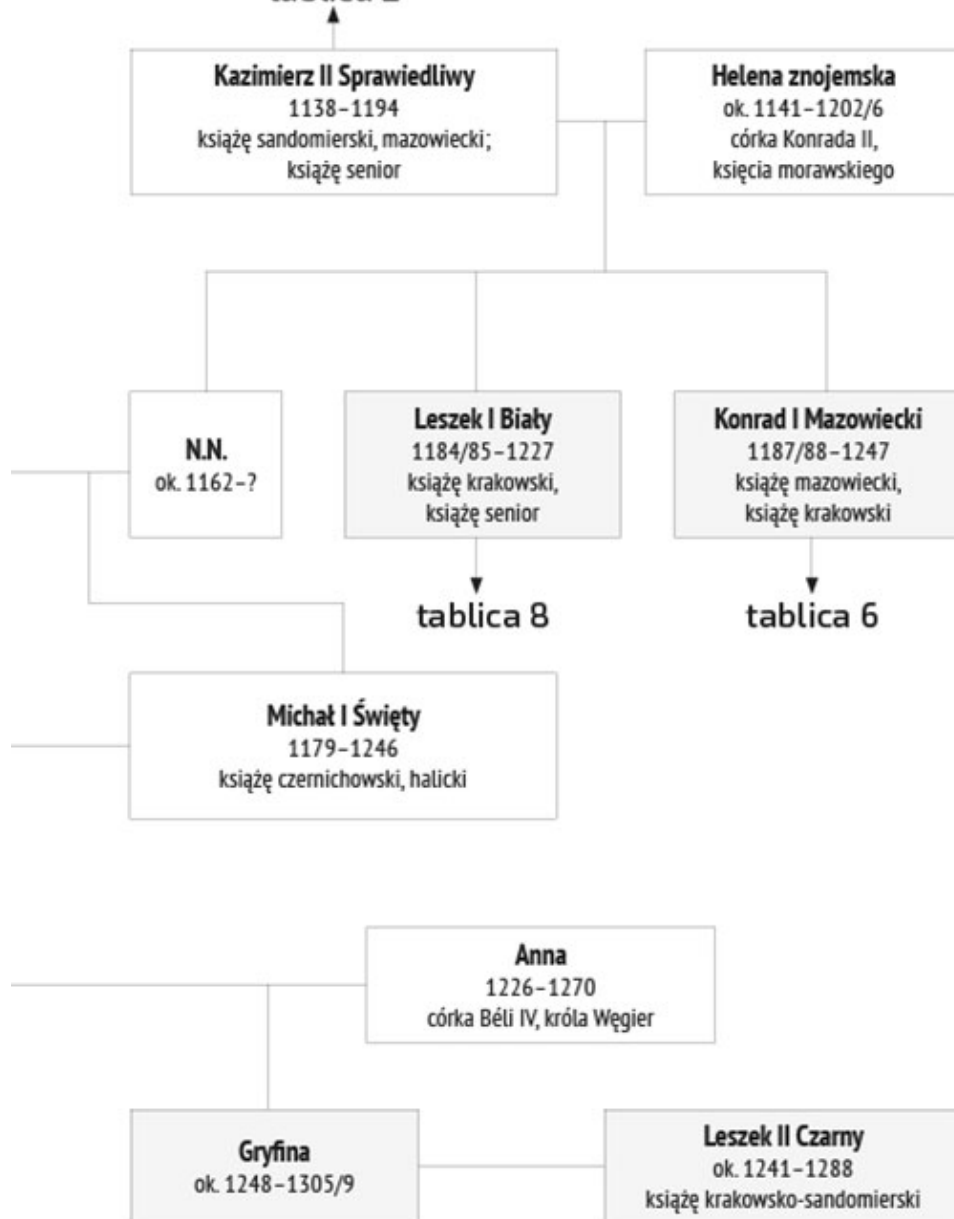 Kazimierz II Sprawiedliwy
1138–1194
książę sandomierski, mazowiecki;
książę senior
Helena znojemska
ok. 1141–1202/6
córka Konrada II,
księcia morawskiego
N.N.
ok. 1162–?
Leszek I Biały
1184/85–1227
książę krakowski,
książę senior
Konrad I Mazowiecki
1187/88–1247
książę mazowiecki,
książę krakowski
tablica 8
tablica 6
Michał I Święty
1179–1246
książę czernichowski, halicki
Anna
1226–1270
córka Béli IV, króla Węgier
Gryfina
ok. 1248–1305/9
Leszek II Czarny
ok. 1241–1288
książę krakowsko-sandomierski